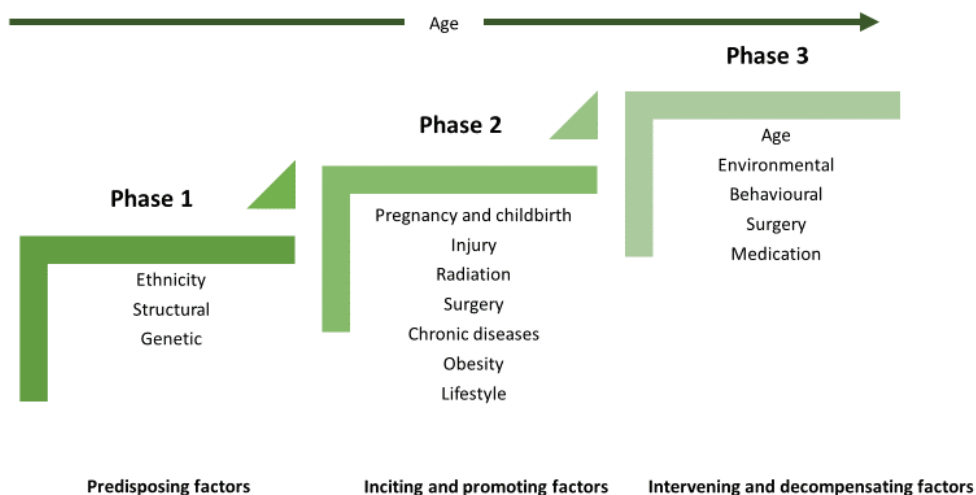 Age
Phase 1
Ethnicity
Structural
Genetic
Predisposing factors
Phase 2
Pregnancy and childbirth
Injury
Radiation
Surgery
Chronic diseases
Obesity
Lifestyle
Inciting and promoting factors
Phase 3
Age
Environmental
Behavioural
Surgery
Medication
Intervening and decompensating factors